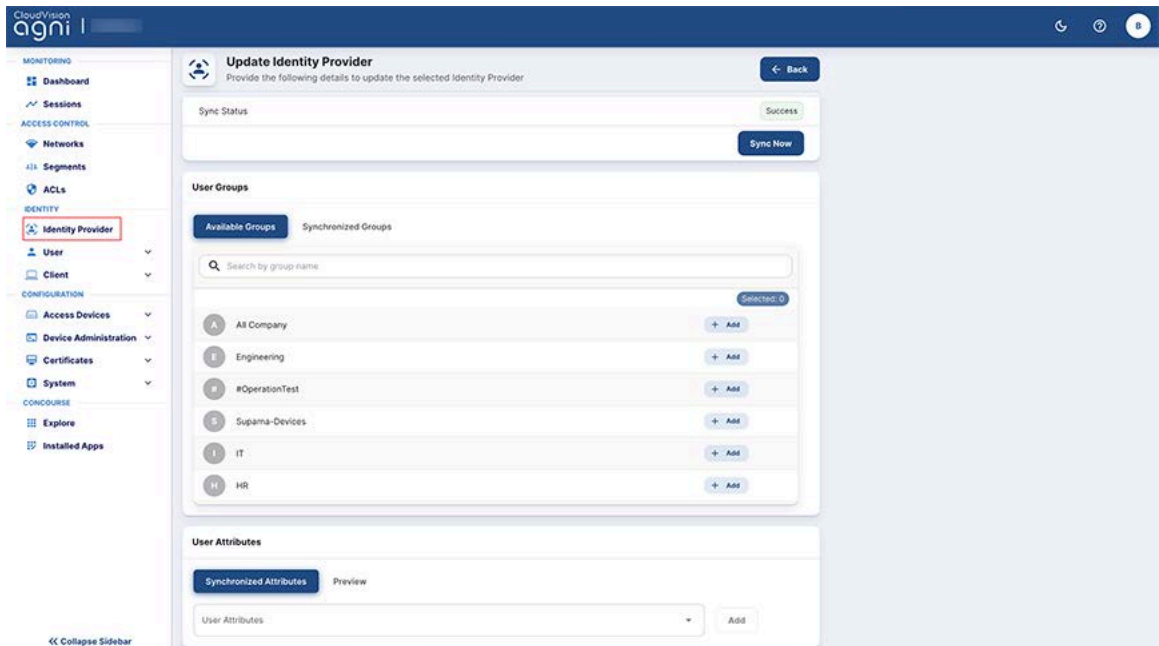 CloudVision
agni
B
MONITORING
Dashboard
Sessions
ACCESS CONTROL
Networks
Segments
ACLs
IDENTITY
Identity Provider
User
Client
CONFIGURATION
Access Devices
Device Administration
Certificates
System
CONCOURSE
Explore
Installed Apps
Collapse Sidebar
Update Identity Provider
Provide the following details to update the selected Identity Provider
Back
Sync Status
Success
Sync Now
User Groups
Available Groups
Synchronized Groups
Search by group name
Selected: 0
A All Company + Add
E Engineering + Add
# #OperationTest + Add
S Suparna-Devices + Add
I IT + Add
H HR + Add
User Attributes
Synchronized Attributes
Preview
User Attributes
Add